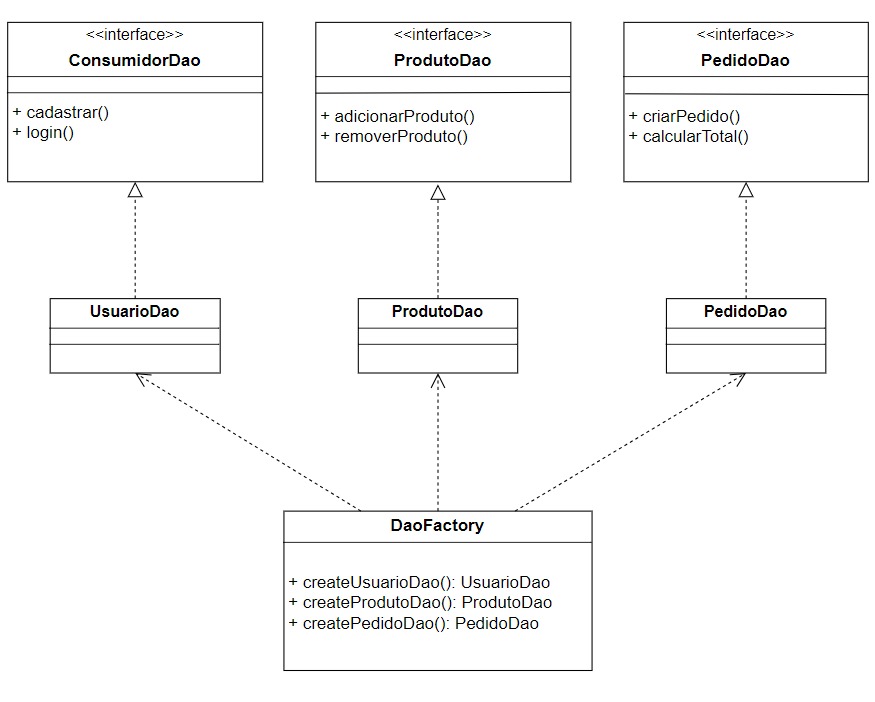 <<interface>>
ConsumidorDao
+ cadastrar()
+ login()
<<interface>>
ProdutoDao
+ adicionarProduto()
+ removerProduto()
<<interface>>
PedidoDao
+ criarPedido()
+ calcularTotal()
UsuarioDao
ProdutoDao
PedidoDao
DaoFactory
+ createUsuarioDao(): UsuarioDao
+ createProdutoDao(): ProdutoDao
+ createPedidoDao(): PedidoDao